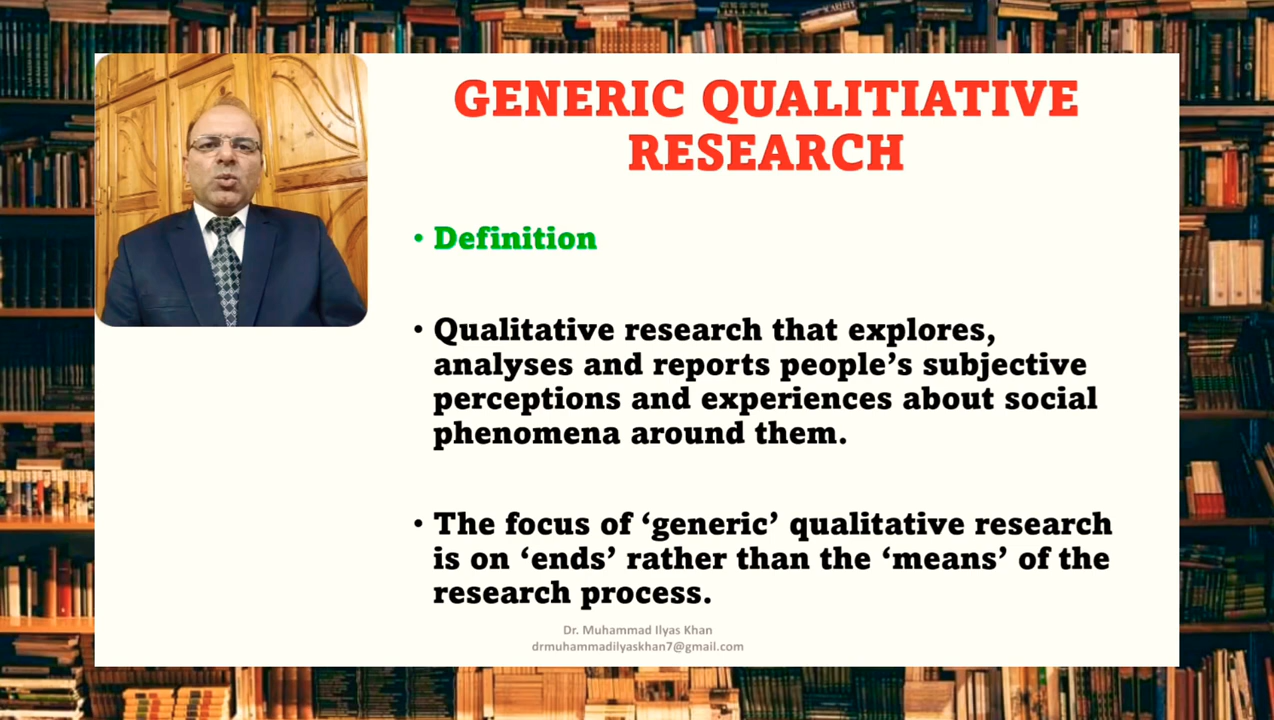 GENERIC QUALITIATIVE
RESEARCH
• Definition
• Qualitative research that explores,
analyses and reports people’s subjective
perceptions and experiences about social
phenomena around them.
• The focus of ‘generic’ qualitative research
is on ‘ends’ rather than the ‘means’ of the
research process.
Dr. Muhammad Ilyas Khan
drmuhammadilyaskhan7@gmail.com